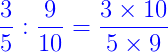 3/5 : 9/10 = 3 × 10 / 5 × 9